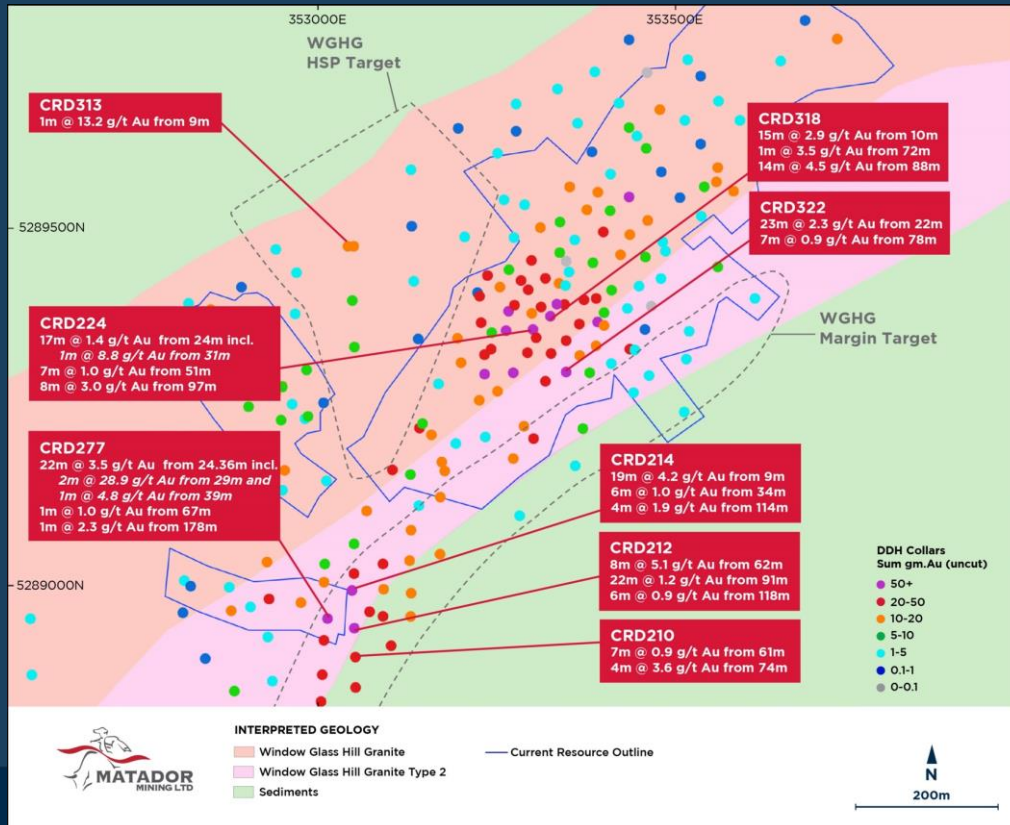 353000E
353500E
WGHG
HSP Target
CRD313
1m @ 13.2 g/t Au from 9m
CRD318
15m @ 2.9 g/t Au from 10m
1m @ 3.5 g/t Au from 72m
14m @ 4.5 g/t Au from 88m
CRD322
23m @ 2.3 g/t Au from 22m
7m @ 0.9 g/t Au from 78m
5289500N
CRD224
17m @ 1.4 g/t Au from 24m incl.
1m @ 8.8 g/t Au from 31m
7m @ 1.0 g/t Au from 51m
8m @ 3.0 g/t Au from 97m
WGHG
Margin Target
CRD277
22m @ 3.5 g/t Au from 24.36m incl.
2m @ 28.9 g/t Au from 29m and
1m @ 4.8 g/t Au from 39m
1m @ 1.0 g/t Au from 67m
1m @ 2.3 g/t Au from 178m
CRD214
19m @ 4.2 g/t Au from 9m
6m @ 1.0 g/t Au from 34m
4m @ 1.9 g/t Au from 114m
5289000N
CRD212
8m @ 5.1 g/t Au from 62m
22m @ 1.2 g/t Au from 91m
6m @ 0.9 g/t Au from 118m
CRD210
7m @ 0.9 g/t Au from 61m
4m @ 3.6 g/t Au from 74m
DDH Collars
Sum gm.Au (uncut)
50+
20-50
10-20
5-10
1-5
0.1-1
0-0.1
MATADOR
MINING LTD
INTERPRETED GEOLOGY
Window Glass Hill Granite
Window Glass Hill Granite Type 2
Sediments
Current Resource Outline
N
200m